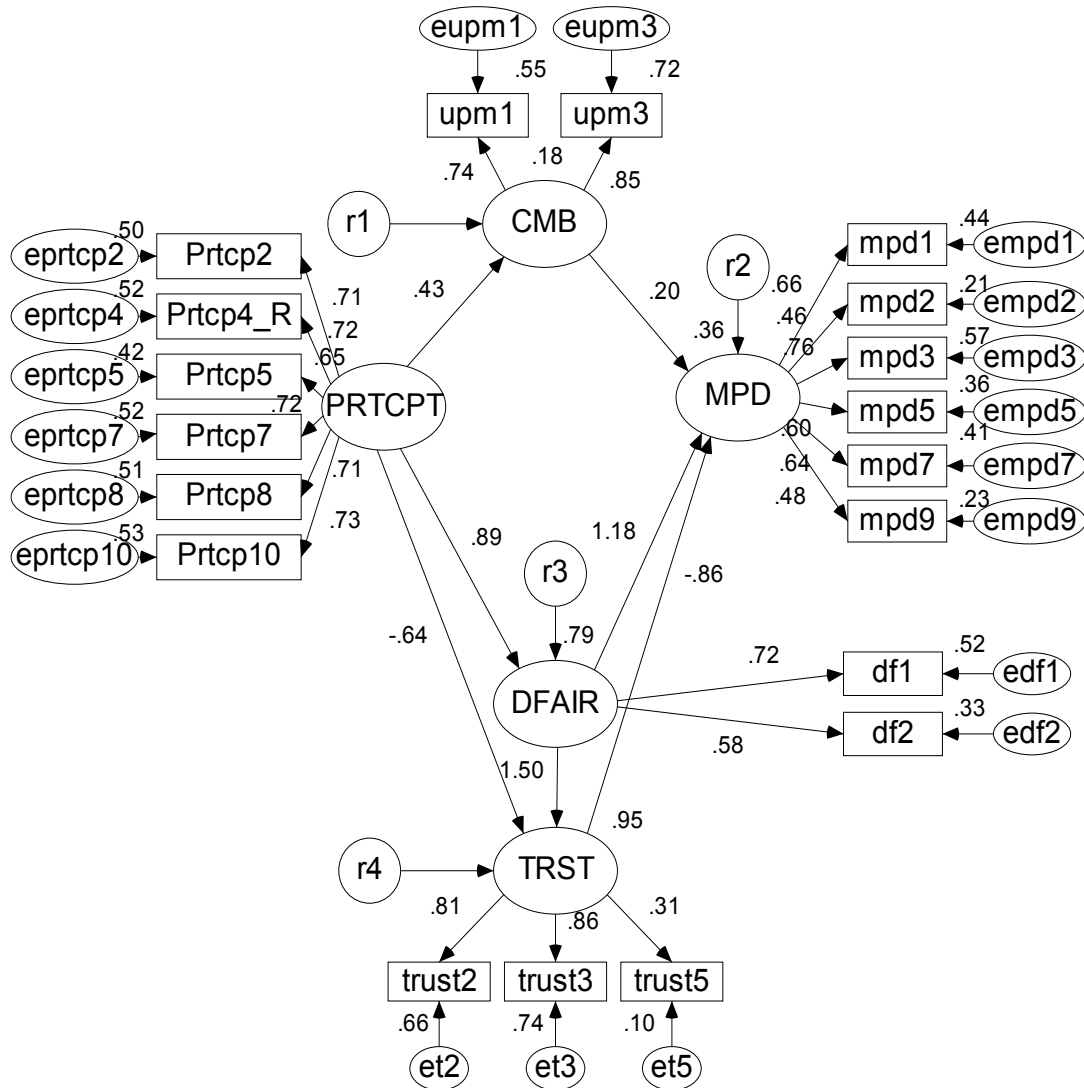 eupm1 eupm3
.55 .72
upm1 upm3
.74 .18 .85
r1 CMB
eprtcp2 .50 Prtcp2
eprtcp4 .52 Prtcp4_R
eprtcp5 .42 Prtcp5
eprtcp7 .52 Prtcp7
eprtcp8 .51 Prtcp8
eprtcp10 .53 Prtcp10
.71
.72
.65
.72
.71
.73
PRTCPT
.43
.20
r2
.36
MPD
.66
.46
.76
.60
.64
.48
mpd1 .44 empd1
mpd2 .21 empd2
mpd3 .57 empd3
mpd5 .36 empd5
mpd7 .41 empd7
mpd9 .23 empd9
.89 1.18
-.64 -.86
r3
.79
DFAIR
.72 df1 .52 edf1
.58 df2 .33 edf2
1.50
.95
r4 TRST
.81 .86 .31
trust2 trust3 trust5
.66 .74 .10
et2 et3 et5